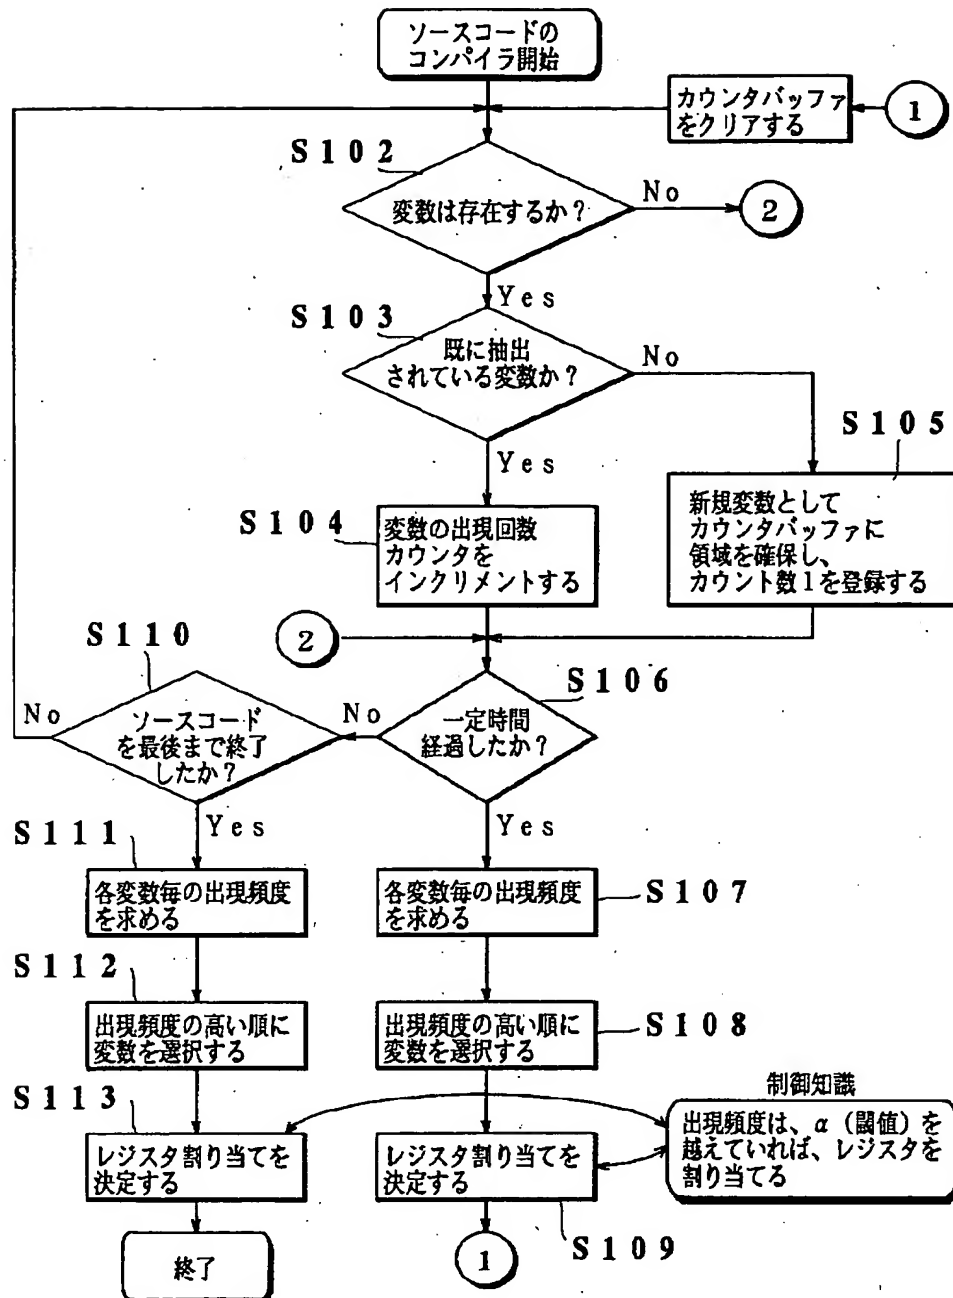 ソースコードの
コンパイラ開始
カウンタバッファ
をクリアする
1
S102
変数は存在するか？
No
2
Yes
S103
既に抽出
されている変数か？
No
S105
Yes
新規変数として
カウンタバッファに
領域を確保し、
カウント数1を登録する
S104
変数の出現回数
カウンタを
インクリメントする
2
S110
S106
No
ソースコード
を最後まで終了
したか？
No
一定時間
経過したか？
Yes
Yes
S111
各変数毎の出現頻度
を求める
各変数毎の出現頻度
を求める
S107
S112
出現頻度の高い順に
変数を選択する
出現頻度の高い順に
変数を選択する
S108
制御知識
S113
出現頻度は、α（閾値）を
越えていれば、レジスタを
割り当てる
レジスタ割り当てを
決定する
レジスタ割り当てを
決定する
S109
終了
1